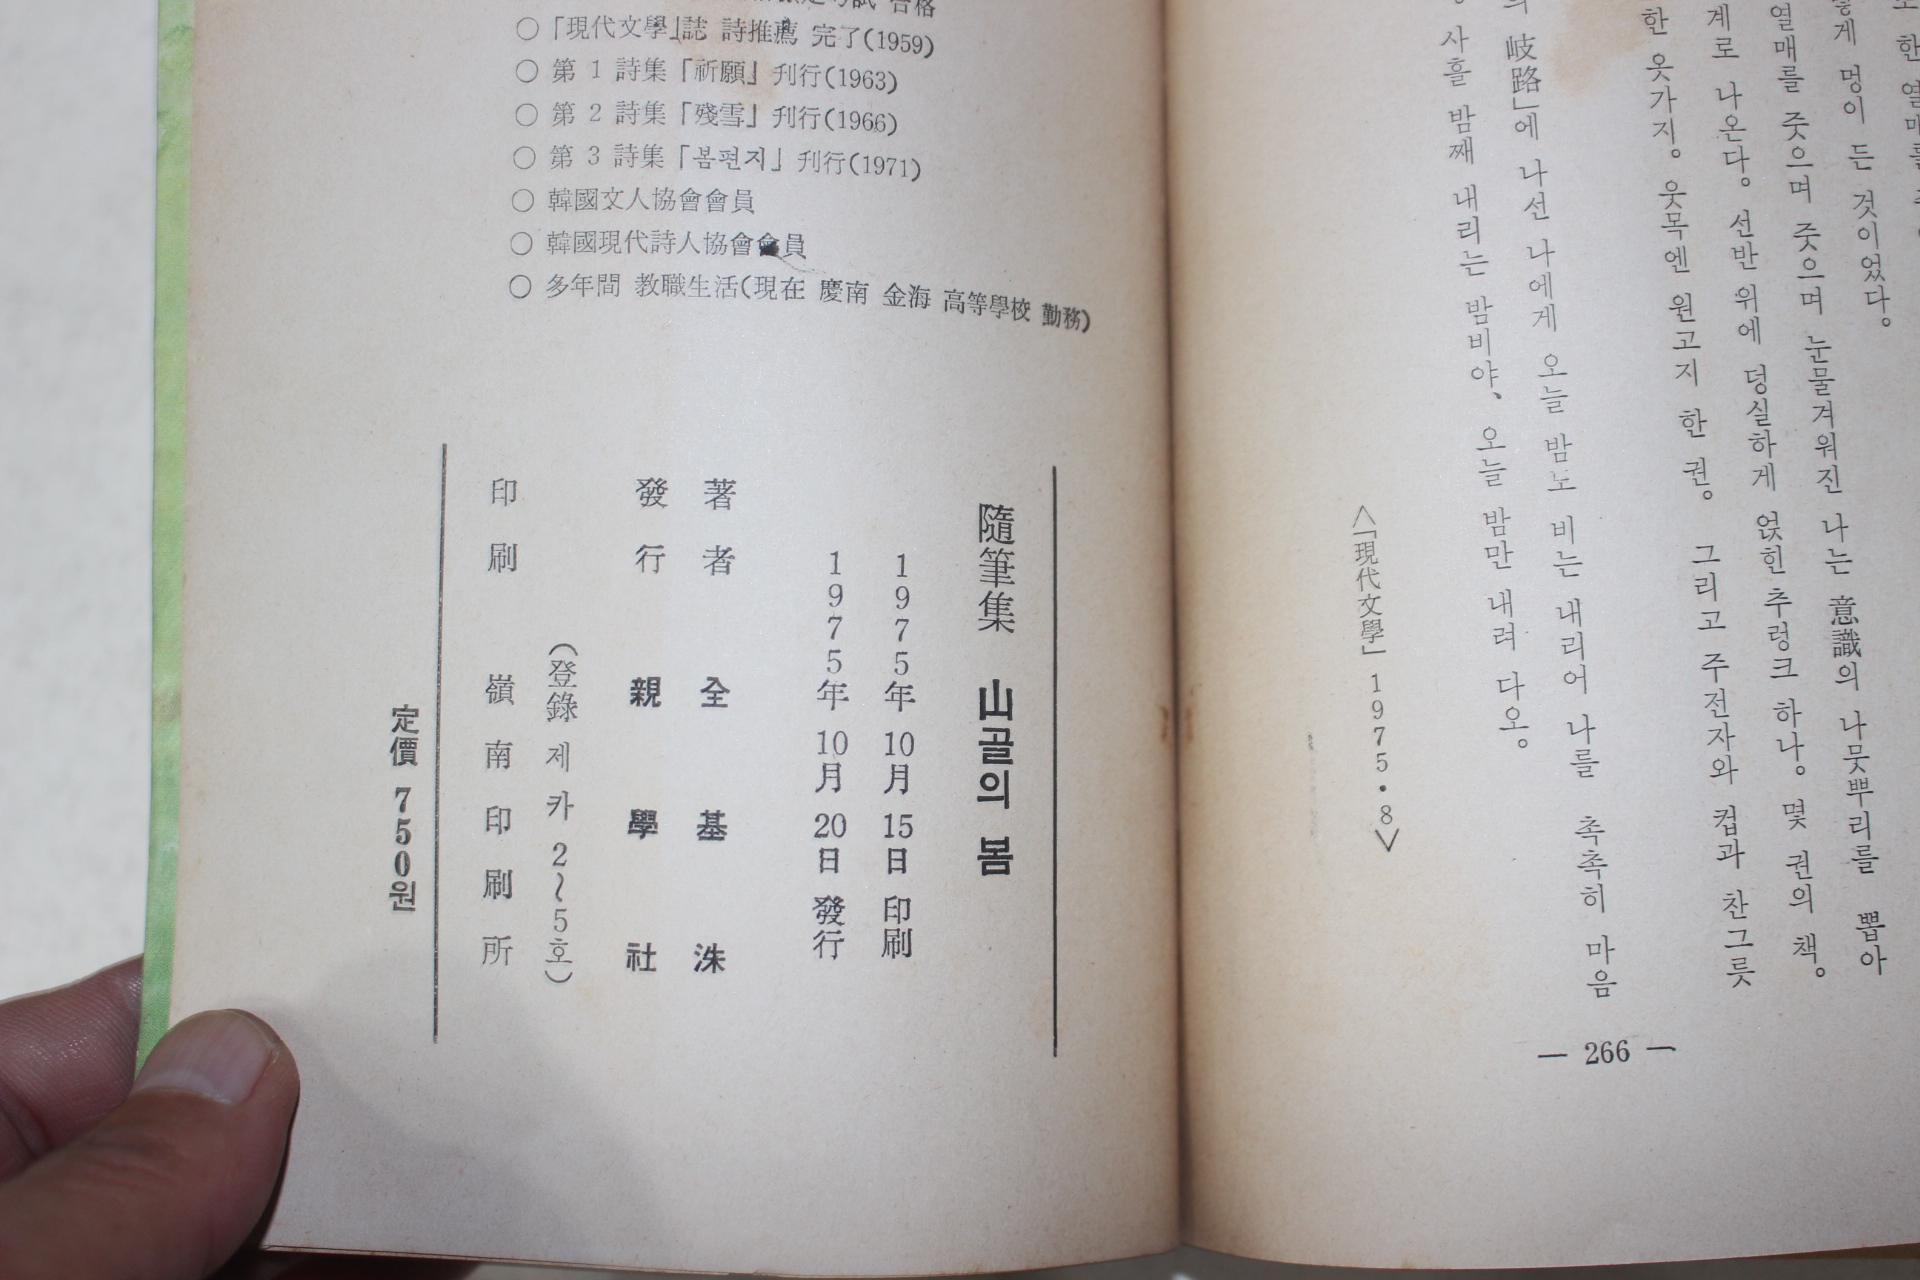 한 열매를
멍이 든 것이었다.
열매를 줏으며 줏으며 눈물겨워진 나는 意識의 나뭇뿌리를 뽑아
계로 나온다. 선반 위에 덩실하게 얹힌 추렁크 하나. 몇 권의 책.
한 옷가지. 웃목엔 원고지 한 권. 그리고 주전자와 컵과 찬그릇
의 岐路」에 나선 나에게 오늘 밤도 비는 내리어 나를 촉촉히 마음
사흘 밤째 내리는 밤비야、 오늘 밤만 내려 다오。
<「現代文學」 1975・8>
— 266 —
合格
○ 「現代文學」誌 詩推薦 完了(1959)
○ 第 1 詩集「祈願」刊行(1963)
○ 第 2 詩集「殘雪」刊行(1966)
○ 第 3 詩集「봄편지」刊行(1971)
○ 韓國文人協會會員
○ 韓國現代詩人協會會員
○ 多年間 教職生活(現在 慶南 金海 高等學校 勤務)
隨筆集 山골의 봄
1975年 10月 15日 印刷
1975年 10月 20日 發行
著者 全基洙
發行 親學社
(登錄 제 카 2~5호)
印刷 嶺南印刷所
定價 750원